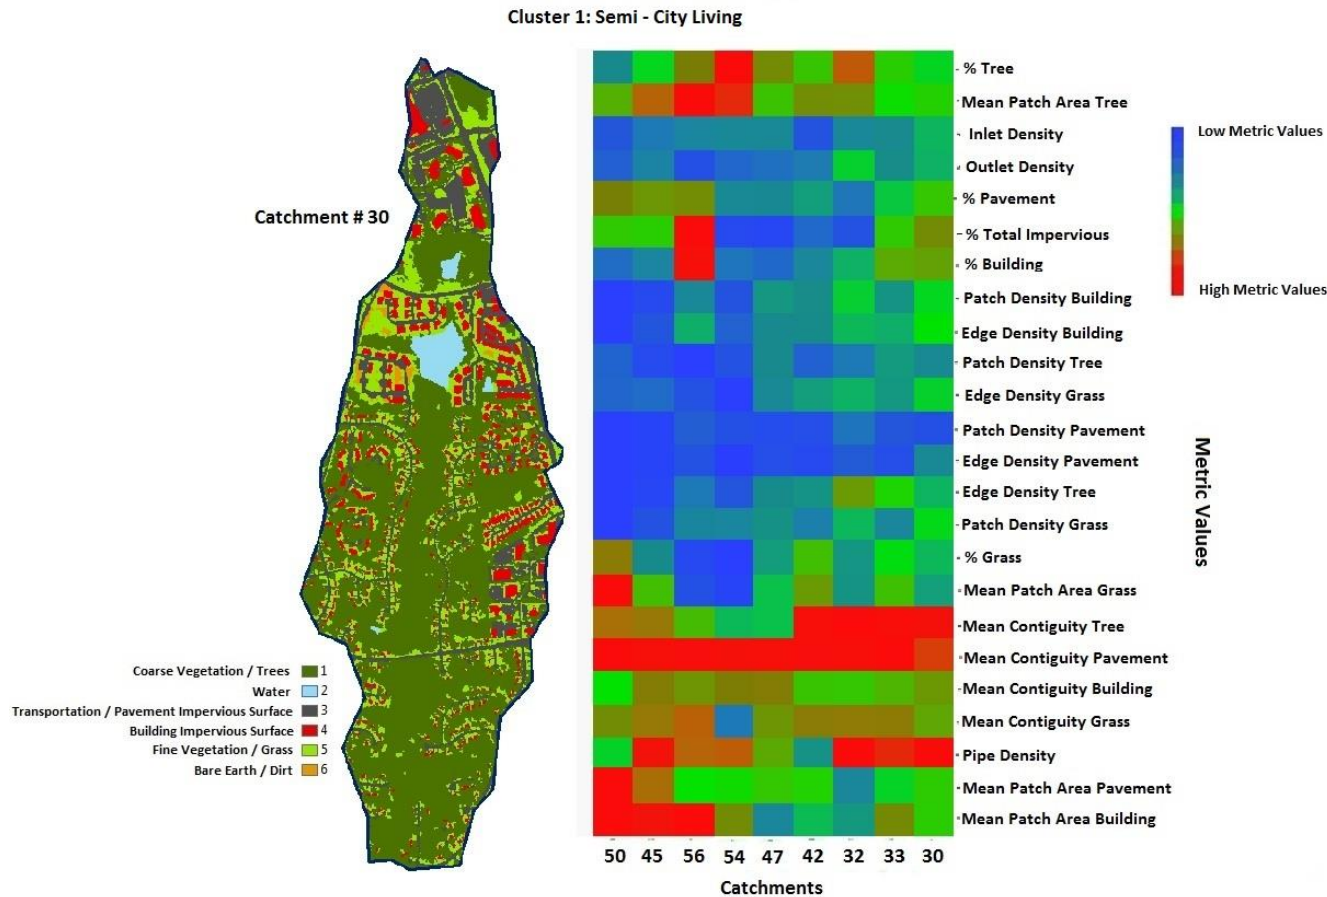 Cluster 1: Semi - City Living
Catchment # 30
Coarse Vegetation / Trees 1
Water 2
Transportation / Pavement Impervious Surface 3
Building Impervious Surface 4
Fine Vegetation / Grass 5
Bare Earth / Dirt 6
% Tree
Mean Patch Area Tree
Inlet Density
Outlet Density
% Pavement
% Total Impervious
% Building
Patch Density Building
Edge Density Building
Patch Density Tree
Edge Density Grass
Patch Density Pavement
Edge Density Pavement
Edge Density Tree
Patch Density Grass
% Grass
Mean Patch Area Grass
Mean Contiguity Tree
Mean Contiguity Pavement
Mean Contiguity Building
Mean Contiguity Grass
Pipe Density
Mean Patch Area Pavement
Mean Patch Area Building
50 45 56 54 47 42 32 33 30
Catchments
Low Metric Values
High Metric Values
Metric Values